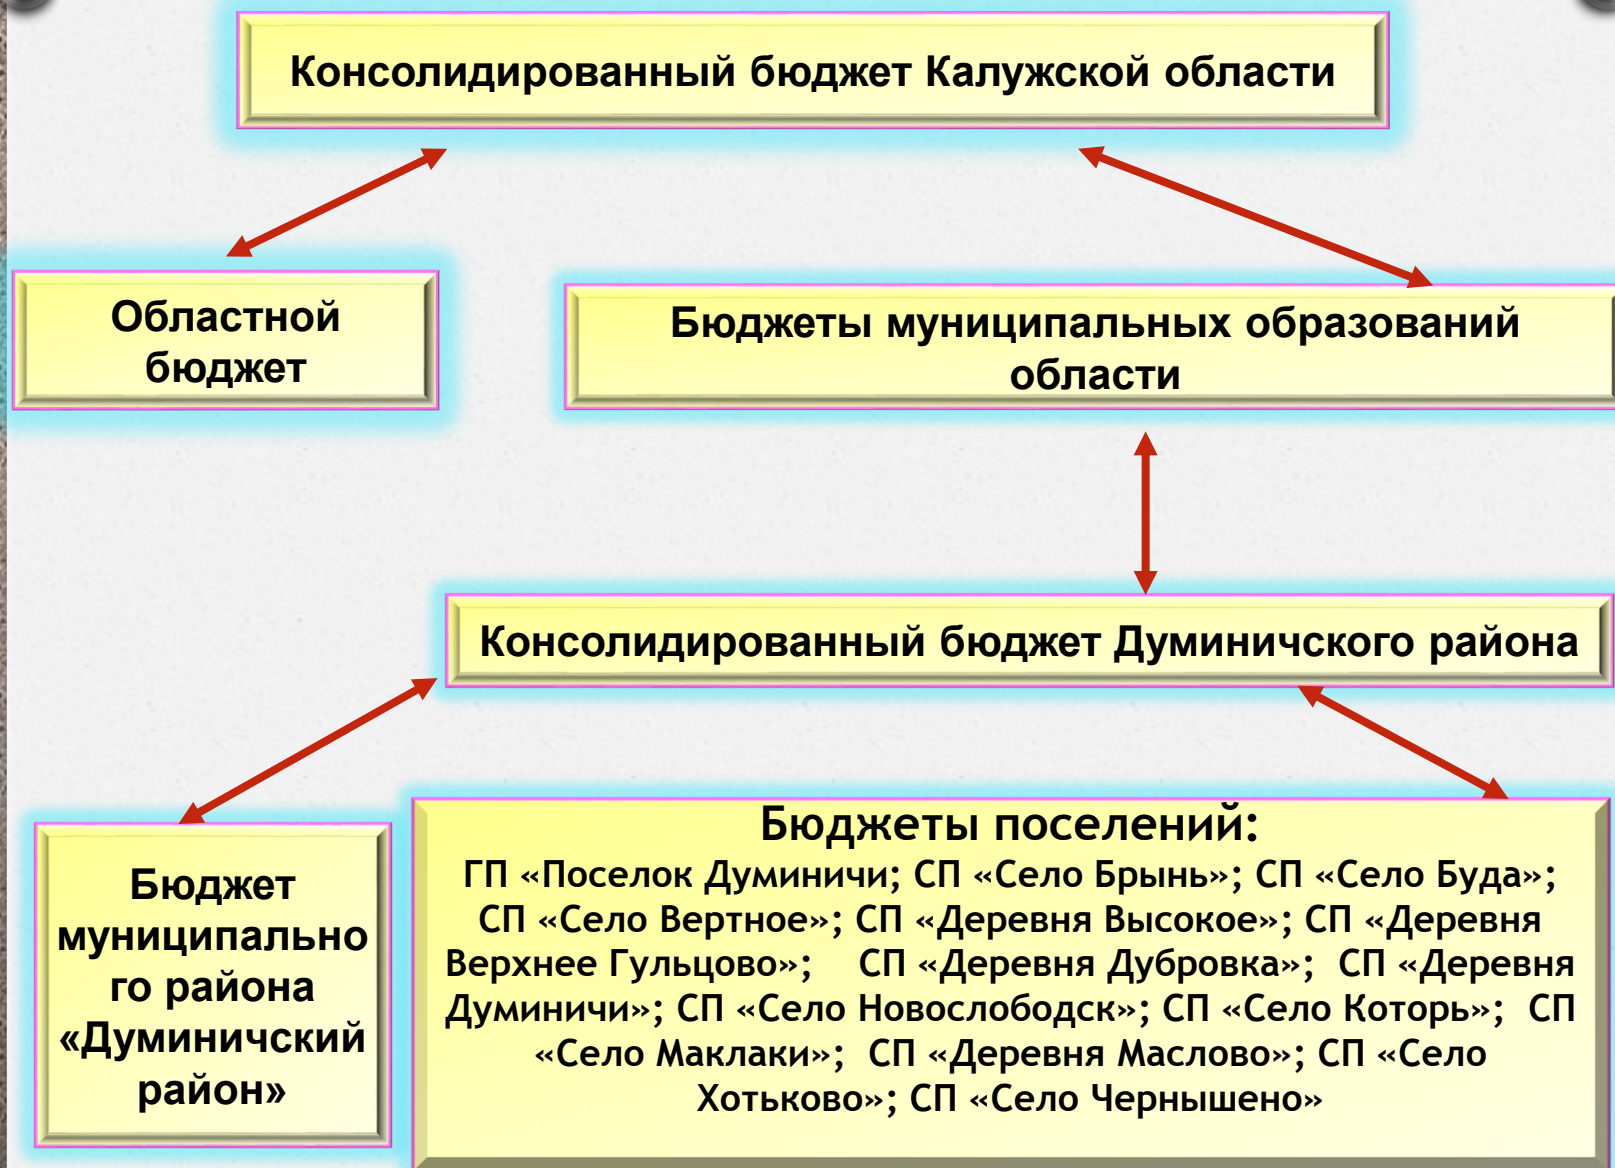 Консолидированный бюджет Калужской области
Областной
бюджет
Бюджеты муниципальных образований
области
Консолидированный бюджет Думиничского района
Бюджет
муниципально
го района
«Думиничский
район»
Бюджеты поселений:
ГП «Поселок Думиничи; СП «Село Брынь»; СП «Село Буда»;
СП «Село Вертное»; СП «Деревня Высокое»; СП «Деревня
Верхнее Гульцово»; СП «Деревня Дубровка»; СП «Деревня
Думиничи»; СП «Село Новослободск»; СП «Село Которь»; СП
«Село Маклаки»; СП «Деревня Маслово»; СП «Село
Хотьково»; СП «Село Чернышено»